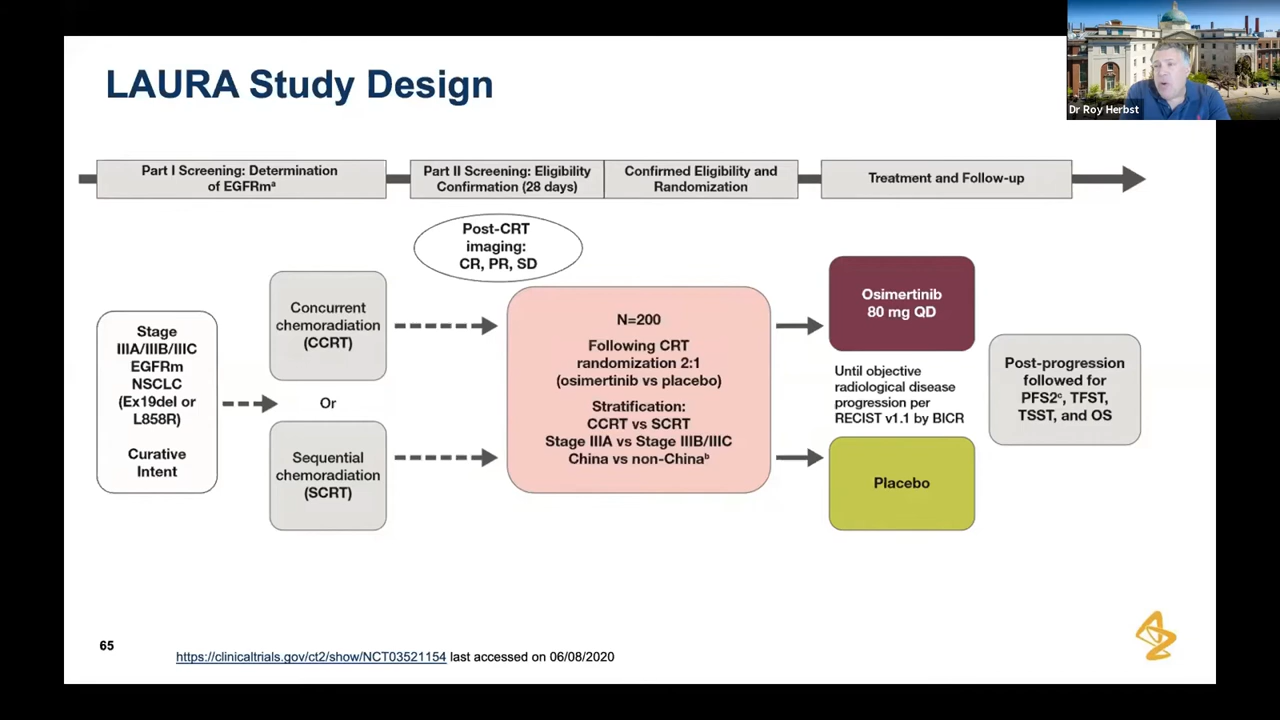 LAURA Study Design
Dr Roy Herbst
Part I Screening: Determination
of EGFRmᵃ
Part II Screening: Eligibility
Confirmation (28 days)
Confirmed Eligibility and
Randomization
Treatment and Follow-up
Post-CRT
imaging:
CR, PR, SD
Stage
IIIA/IIIB/IIIC
EGFRm
NSCLC
(Ex19del or
L858R)
Curative
Intent
Concurrent
chemoradiation
(CCRT)
Or
Sequential
chemoradiation
(SCRT)
N=200
Following CRT
randomization 2:1
(osimertinib vs placebo)
Stratification:
CCRT vs SCRT
Stage IIIA vs Stage IIIB/IIIC
China vs non-Chinaᵇ
Osimertinib
80 mg QD
Until objective
radiological disease
progression per
RECIST v1.1 by BICR
Placebo
Post-progression
followed for
PFS2ᶜ, TFST,
TSST, and OS
65
https://clinicaltrials.gov/ct2/show/NCT03521154 last accessed on 06/08/2020